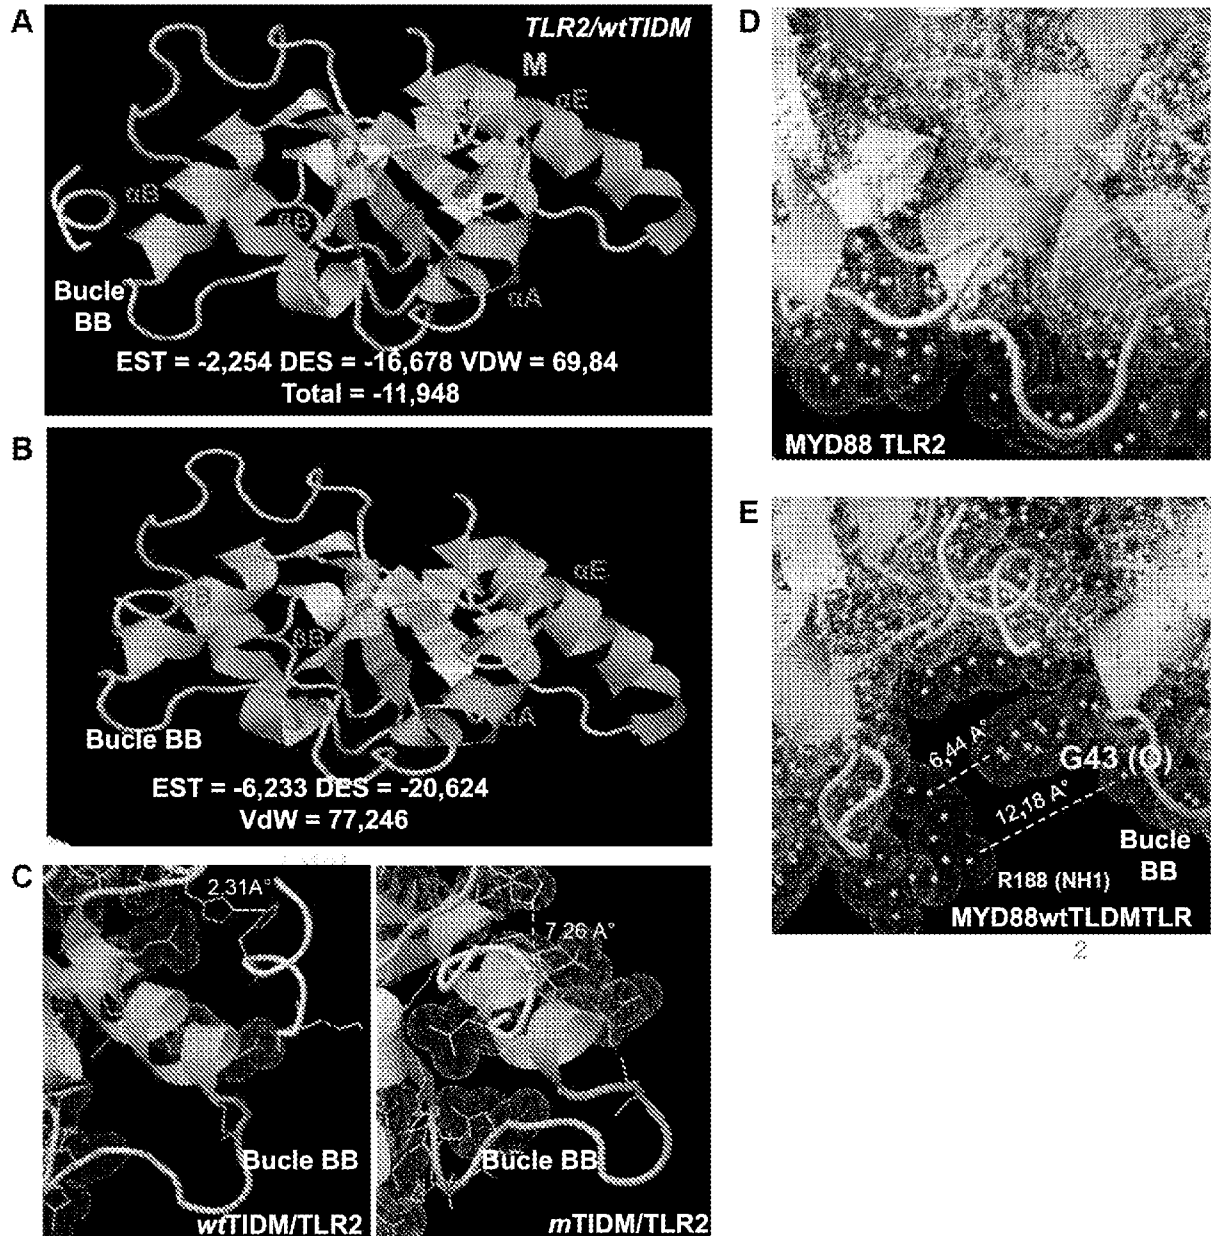 A
TLR2/wtTIDM
M
αE
αB
βB
αA
Bucle
BB
EST = -2,254 DES = -16,678 VDW = 69,84
Total = -11,948
B
αE
βB
αA
Bucle BB
EST = -6,233 DES = -20,624
VdW = 77,246
C
2.31A°
Bucle BB
wtTIDM/TLR2
7.26 A°
Bucle BB
mTIDM/TLR2
D
MYD88 TLR2
E
6,44 A°
G43 (O)
12,18 A°
Bucle
BB
R188 (NH1)
MYD88wtTLDMTLR
2